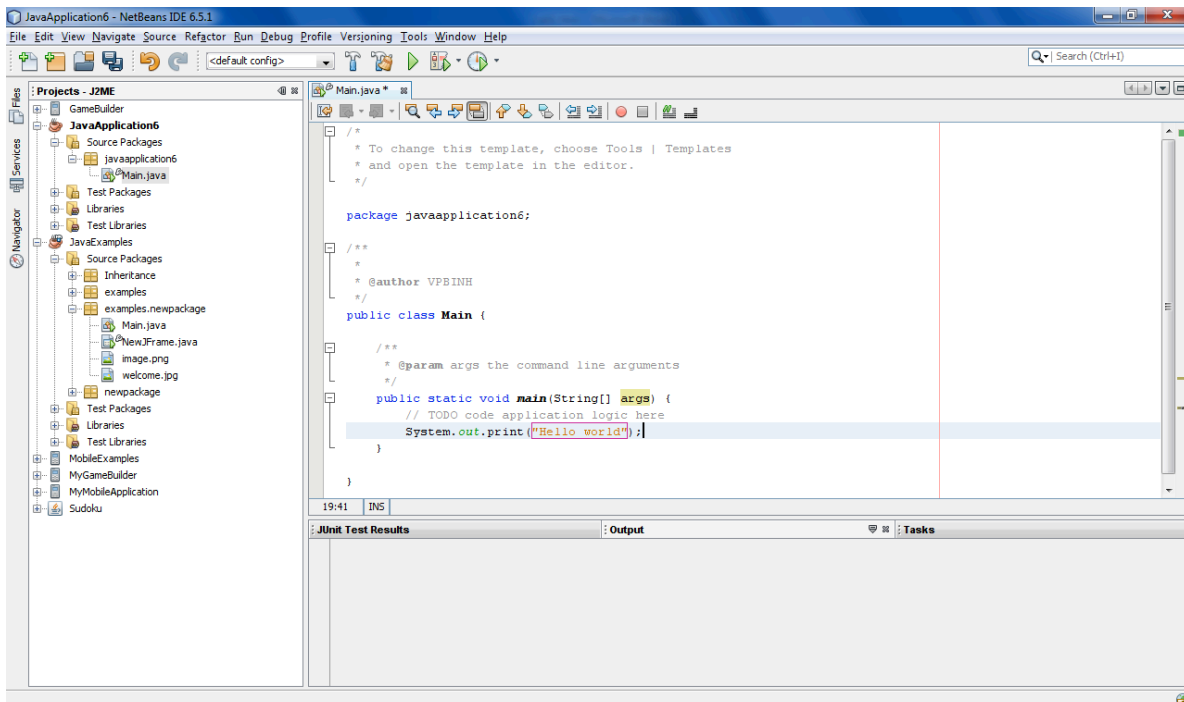 JavaApplication6 - NetBeans IDE 6.5.1
File Edit View Navigate Source Refactor Run Debug Profile Versioning Tools Window Help
<default config>
Search (Ctrl+I)
Files
Services
Navigator
Projects - J2ME
GameBuilder
JavaApplication6
Source Packages
javaapplication6
Main.java
Test Packages
Libraries
Test Libraries
JavaExamples
Source Packages
Inheritance
examples
examples.newpackage
Main.java
NewJFrame.java
image.png
welcome.jpg
newpackage
Test Packages
Libraries
Test Libraries
MobileExamples
MyGameBuilder
MyMobileApplication
Sudoku
Main.java *
/*
* To change this template, choose Tools | Templates
* and open the template in the editor.
*/
package javaapplication6;
/**
*
* @author VPBINH
*/
public class Main {
/**
* @param args the command line arguments
*/
public static void main(String[] args) {
// TODO code application logic here
System.out.print("Hello world");
}
}
19:41 INS
JUnit Test Results
Output
Tasks